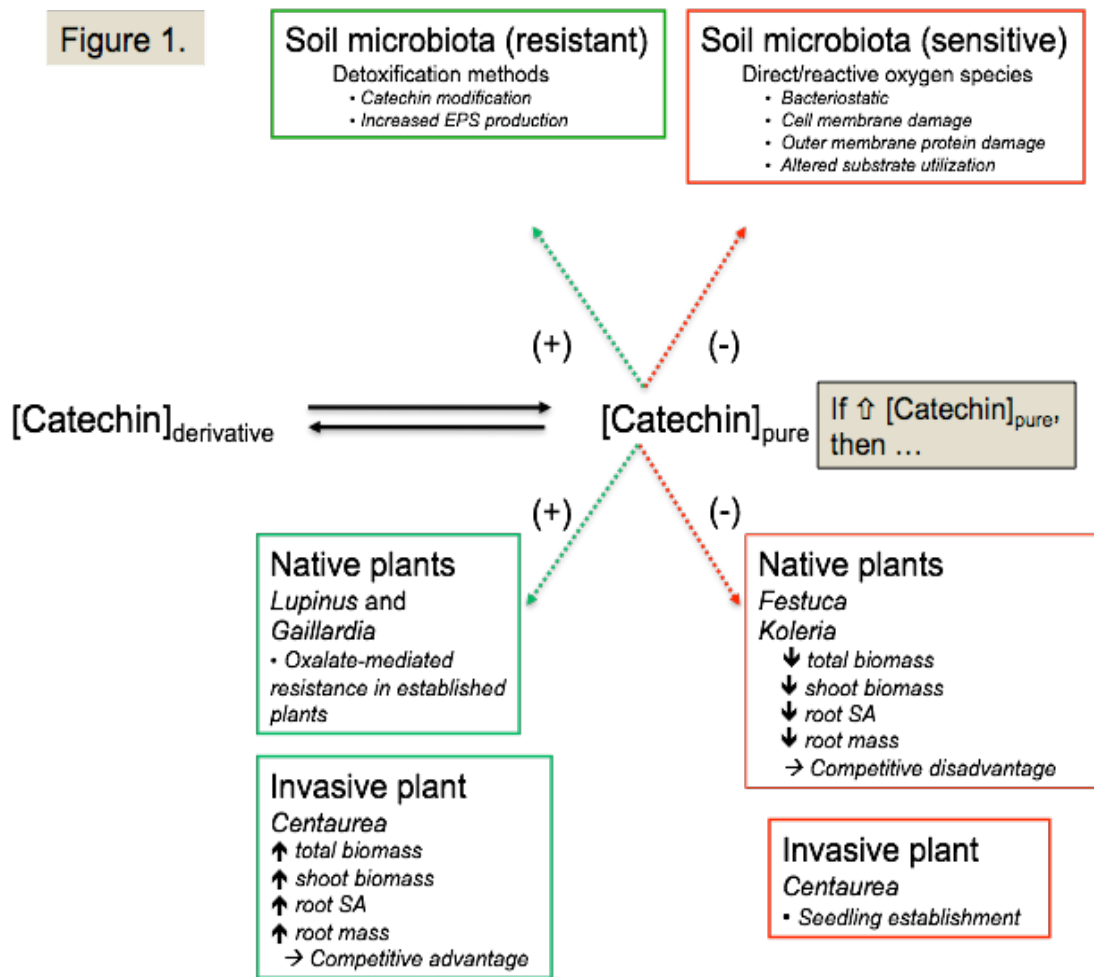 Figure 1.
Soil microbiota (resistant)
Detoxification methods
• Catechin modification
• Increased EPS production
Soil microbiota (sensitive)
Direct/reactive oxygen species
• Bacteriostatic
• Cell membrane damage
• Outer membrane protein damage
• Altered substrate utilization
(+)
(-)
[Catechin]derivative
[Catechin]pure
If ⇧ [Catechin]pure,
then ...
(+)
(-)
Native plants
Lupinus and
Gaillardia
• Oxalate-mediated
resistance in established
plants
Native plants
Festuca
Koleria
↓ total biomass
↓ shoot biomass
↓ root SA
↓ root mass
→ Competitive disadvantage
Invasive plant
Centaurea
↑ total biomass
↑ shoot biomass
↑ root SA
↑ root mass
→ Competitive advantage
Invasive plant
Centaurea
• Seedling establishment